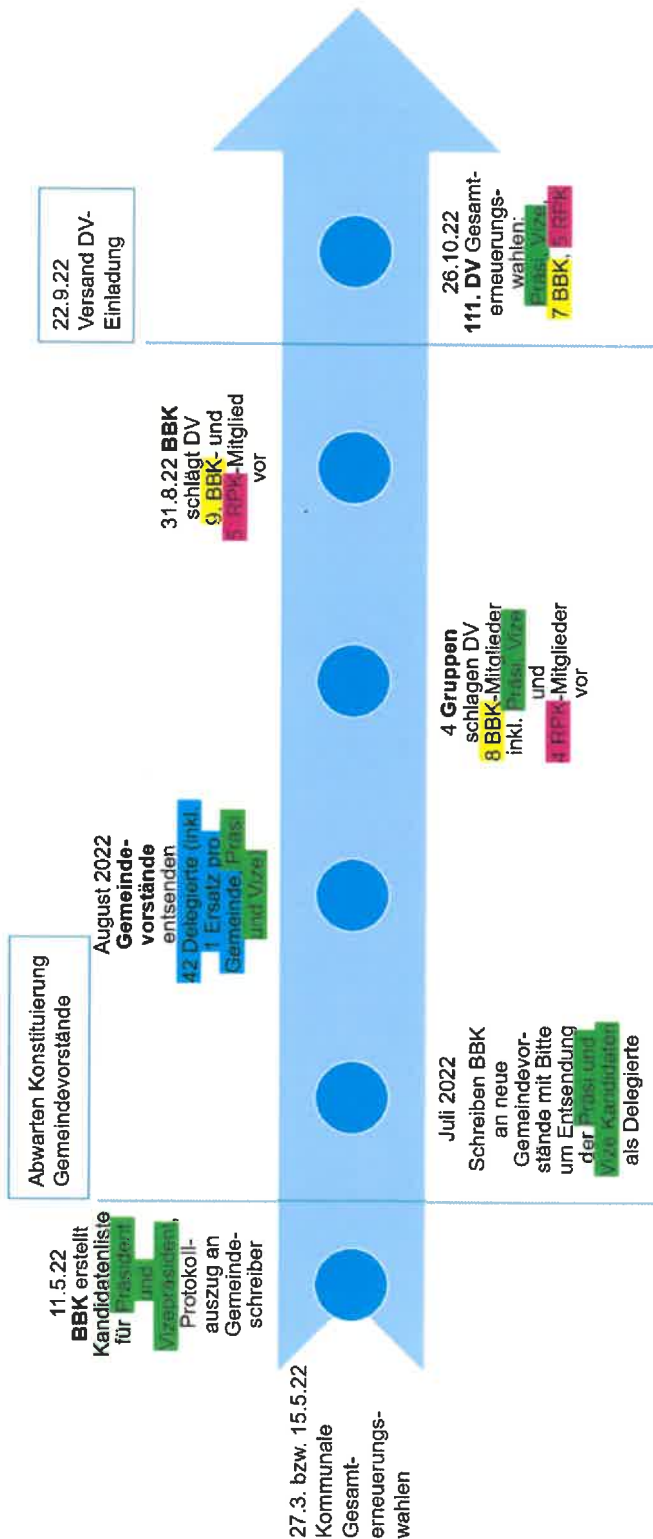 27.3. bzw. 15.5.22
Kommunale
Gesamt-
erneuerungs-
wahlen
11.5.22
BBK erstellt
Kandidatenliste
für Präsident
und
Vizepräsident,
Protokoll-
auszug an
Gemeinde-
schreiber
Abwarten Konstituierung
Gemeindevorstände
Juli 2022
Schreiben BBK
an neue
Gemeindevor-
stände mit Bitte
um Entsendung
der Präsi und
Vize Kandidaten
als Delegierte
August 2022
Gemeinde-
vorstände
entsenden
42 Delegierte (inkl.
1 Ersatz pro
Gemeinde, Präsi
und Vize)
4 Gruppen
schlagen DV
8 BBK-Mitglieder
inkl. Präsi, Vize
und
4 RPK-Mitglieder
vor
31.8.22 BBK
schlägt DV
9. BBK- und
5. RPK-Mitglied
vor
22.9.22
Versand DV-
Einladung
26.10.22
111. DV Gesamt-
erneuerungs-
wahlen:
Präsi, Vize,
7 BBK, 5 RPK